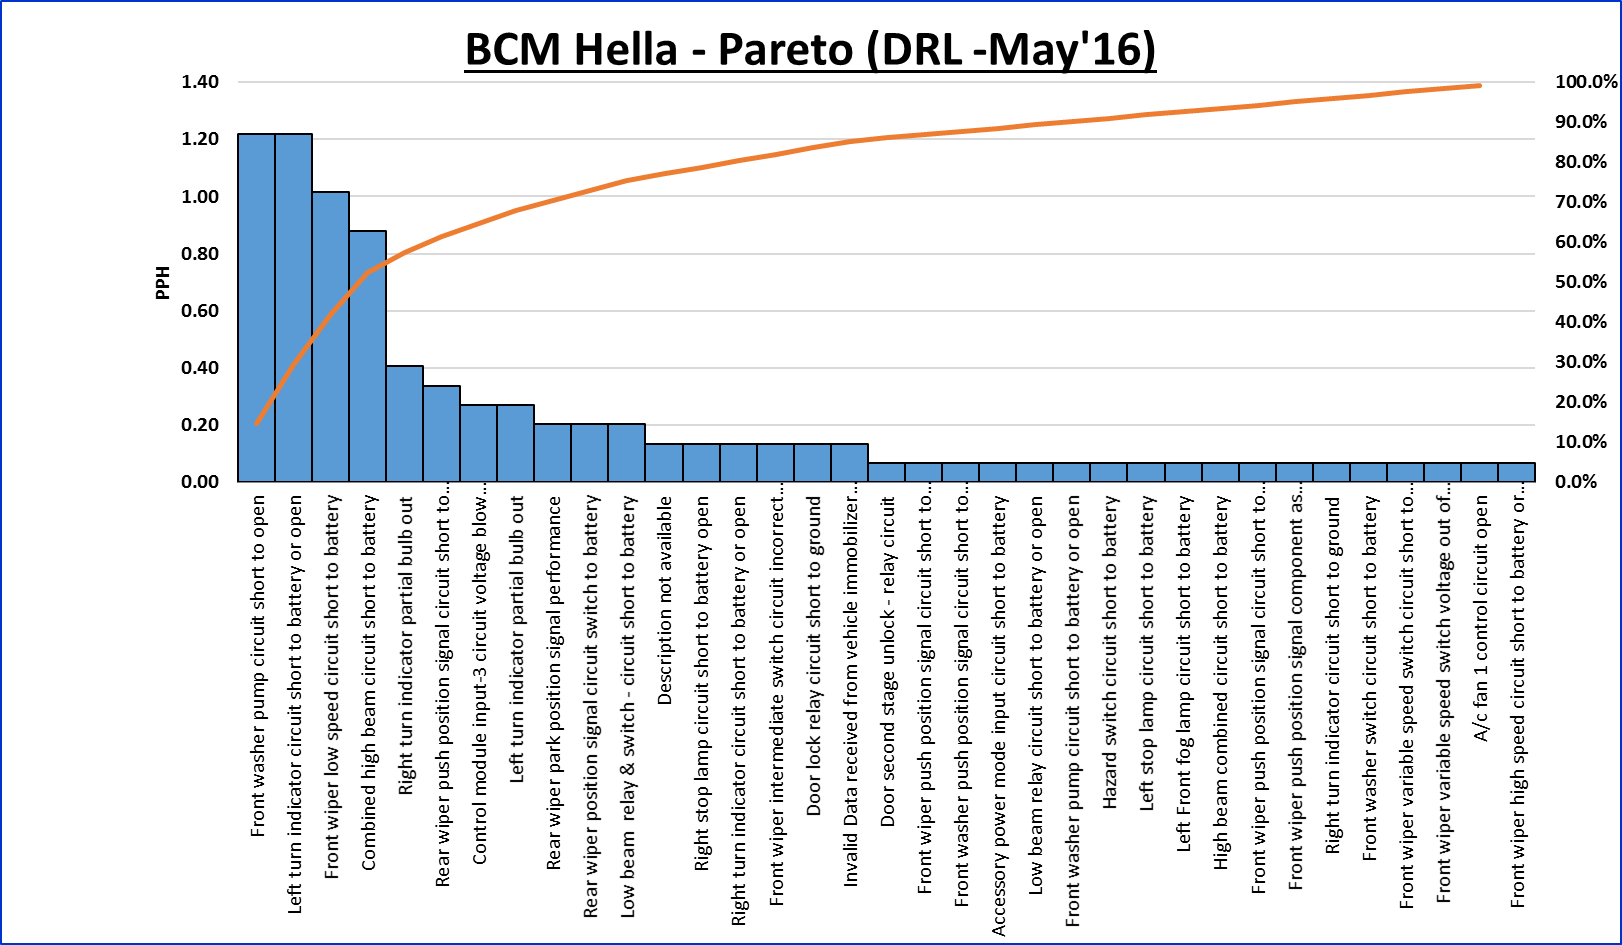 BCM Hella - Pareto (DRL -May'16)
1.40
1.20
1.00
0.80
0.60
0.40
0.20
0.00
PPH
100.0%
90.0%
80.0%
70.0%
60.0%
50.0%
40.0%
30.0%
20.0%
10.0%
0.0%
Front washer pump circuit short to open
Left turn indicator circuit short to battery or open
Front wiper low speed circuit short to battery
Combined high beam circuit short to battery
Right turn indicator partial bulb out
Rear wiper push position signal circuit short to...
Control module input-3 circuit voltage blow...
Left turn indicator partial bulb out
Rear wiper park position signal performance
Rear wiper position signal circuit switch to battery
Low beam relay & switch - circuit short to battery
Description not available
Right stop lamp circuit short to battery open
Right turn indicator circuit short to battery or open
Front wiper intermediate switch circuit incorrect...
Door lock relay circuit short to ground
Invalid Data received from vehicle immobilizer...
Door second stage unlock - relay circuit
Front wiper push position signal circuit short to...
Front washer push position signal circuit short to...
Accessory power mode input circuit short to battery
Low beam relay circuit short to battery or open
Front washer pump circuit short to battery or open
Hazard switch circuit short to battery
Left stop lamp circuit short to battery
Left Front fog lamp circuit short to battery
High beam combined circuit short to battery
Front wiper push position signal circuit short to...
Front wiper push position signal component as...
Right turn indicator circuit short to ground
Front washer switch circuit short to battery
Front wiper variable speed switch circuit short to...
Front wiper variable speed switch voltage out of...
A/c fan 1 control circuit open
Front wiper high speed circuit short to battery or...